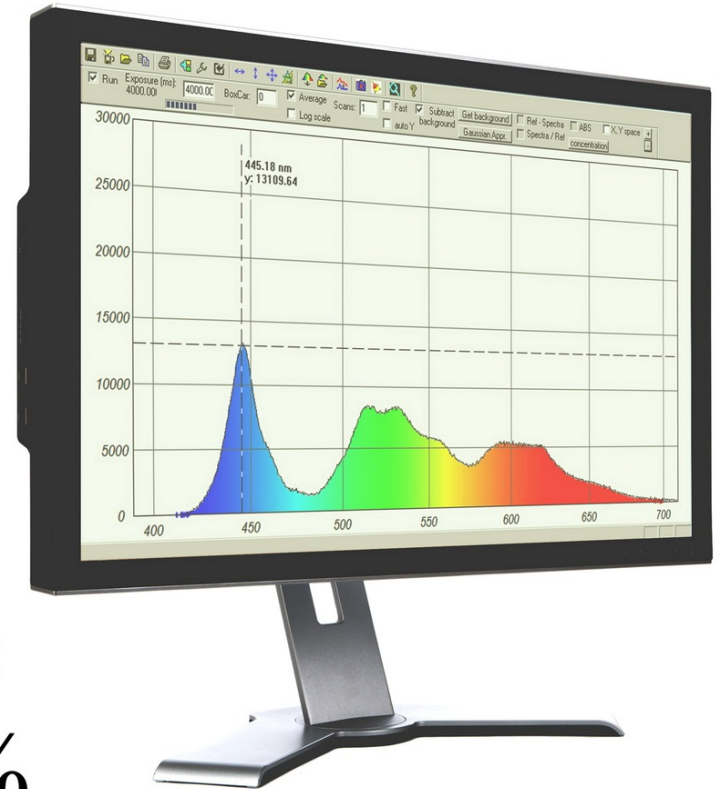 Run Exposure (ms): 4000.00 4000.00 BoxCar: 0 Average Scans: 1 Fast Subtract background Get background Ref - Spectra ABS X, Y space
Log scale auto Y Gaussian Appr. Spectra / Ref concentration
30000
445.18 nm
y: 13109.64
25000
20000
15000
10000
5000
0
400 450 500 550 600 650 700
%